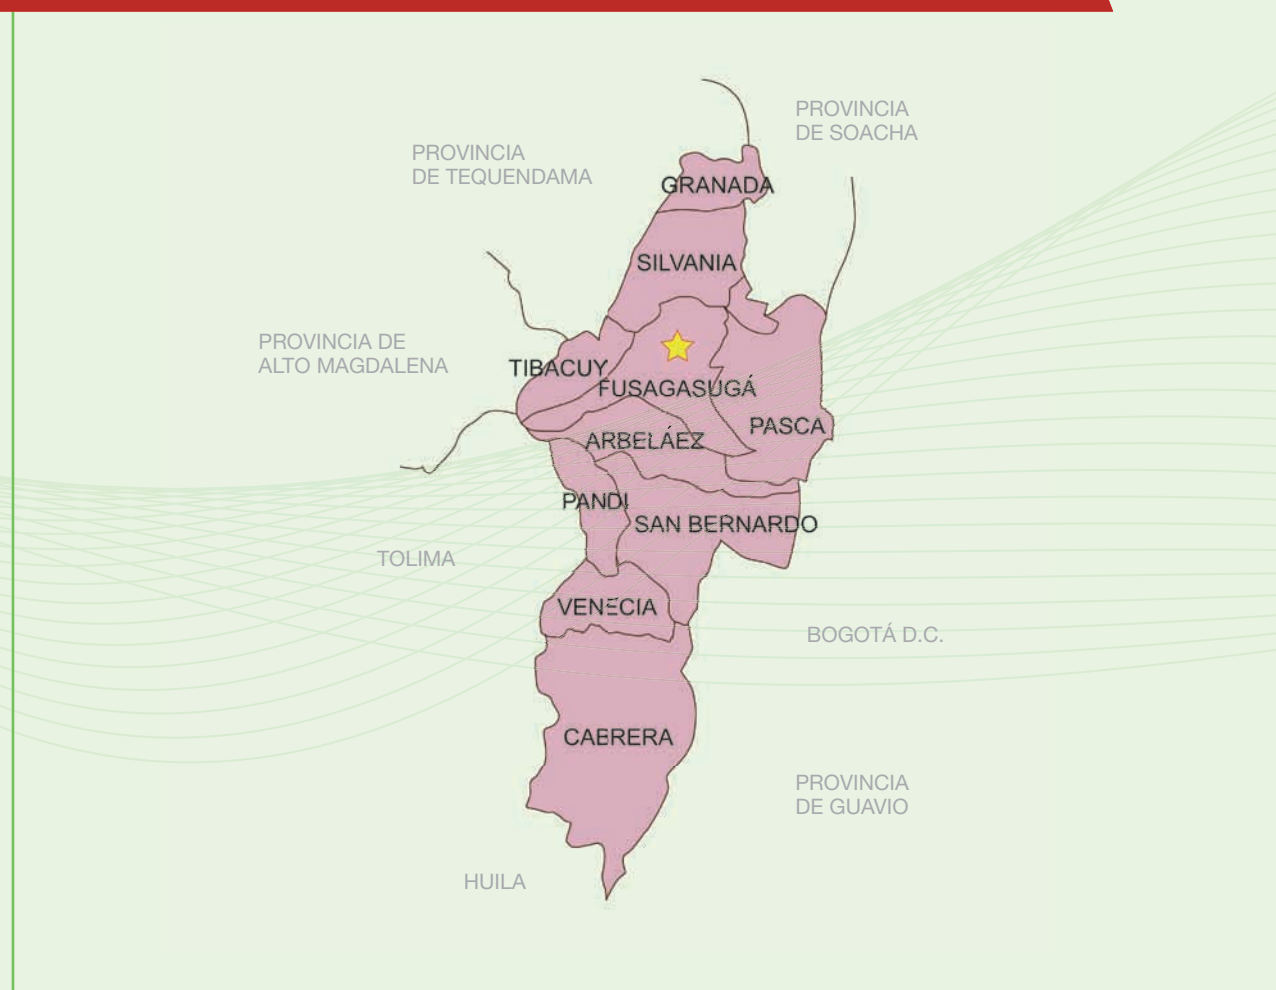 PROVINCIA
DE SOACHA
PROVINCIA
DE TEQUENDAMA
GRANADA
SILVANIA
PROVINCIA DE
ALTO MAGDALENA
TIBACUY
FUSAGASUGÁ
PASCA
ARBELÁEZ
PANDI
SAN BERNARDO
TOLIMA
VENECIA
BOGOTÁ D.C.
CABRERA
PROVINCIA
DE GUAVIO
HUILA